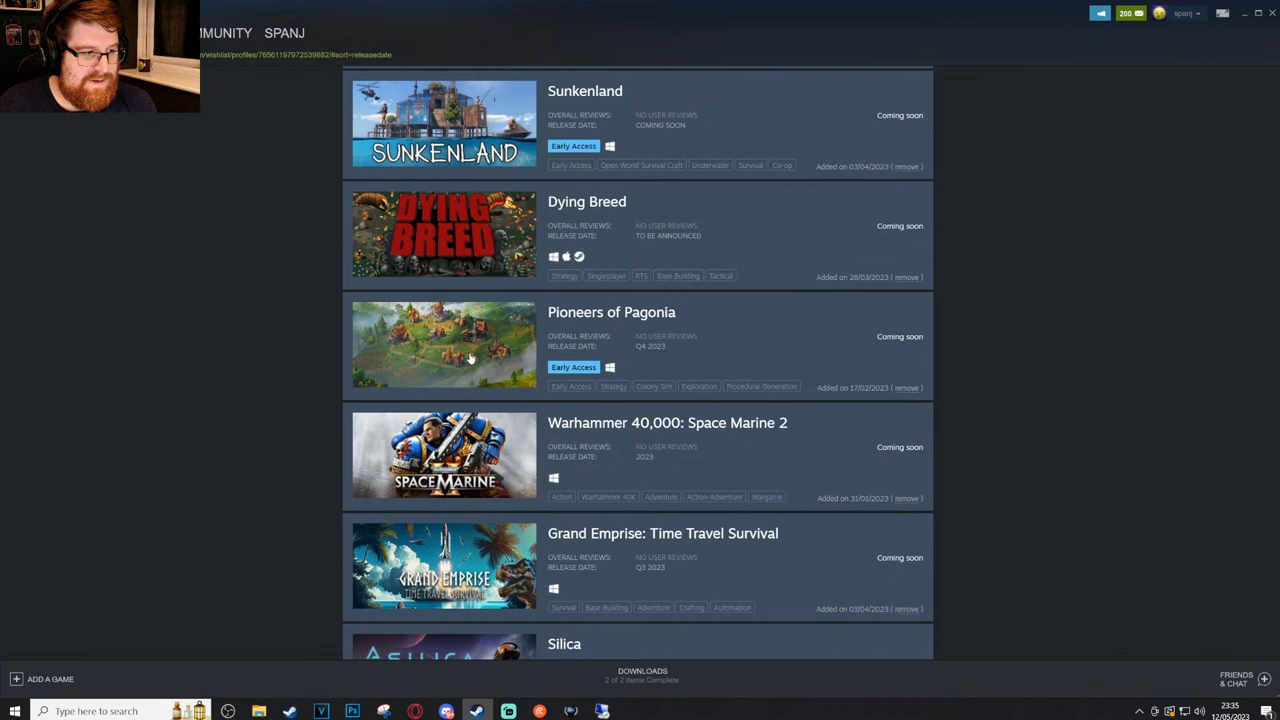 MMUNITY SPANJ
200 spanj
m/wishlist/profiles/76561197972539882/#sort=releasedate
SUNKENLAND
Sunkenland
OVERALL REVIEWS: NO USER REVIEWS
RELEASE DATE: COMING SOON
Coming soon
Early Access
Early Access Open World Survival Craft Underwater Survival Co-op
Added on 03/04/2023 ( remove )
DYING BREED
Dying Breed
OVERALL REVIEWS: NO USER REVIEWS
RELEASE DATE: TO BE ANNOUNCED
Coming soon
Strategy Singleplayer RTS Base Building Tactical
Added on 28/03/2023 ( remove )
Pioneers of Pagonia
OVERALL REVIEWS: NO USER REVIEWS
RELEASE DATE: Q4 2023
Coming soon
Early Access
Early Access Strategy Colony Sim Exploration Procedural Generation
Added on 17/02/2023 ( remove )
SPACE MARINE
Warhammer 40,000: Space Marine 2
OVERALL REVIEWS: NO USER REVIEWS
RELEASE DATE: 2023
Coming soon
Action Warhammer 40K Adventure Action-Adventure Wargame
Added on 31/01/2023 ( remove )
GRAND EMPRISE
TIME TRAVEL SURVIVAL
Grand Emprise: Time Travel Survival
OVERALL REVIEWS: NO USER REVIEWS
RELEASE DATE: Q3 2023
Coming soon
Survival Base Building Adventure Crafting Automation
Added on 03/04/2023 ( remove )
SILICA
Silica
ADD A GAME
DOWNLOADS
2 of 2 Items Complete
FRIENDS
& CHAT
Type here to search
23:35
12/05/2023